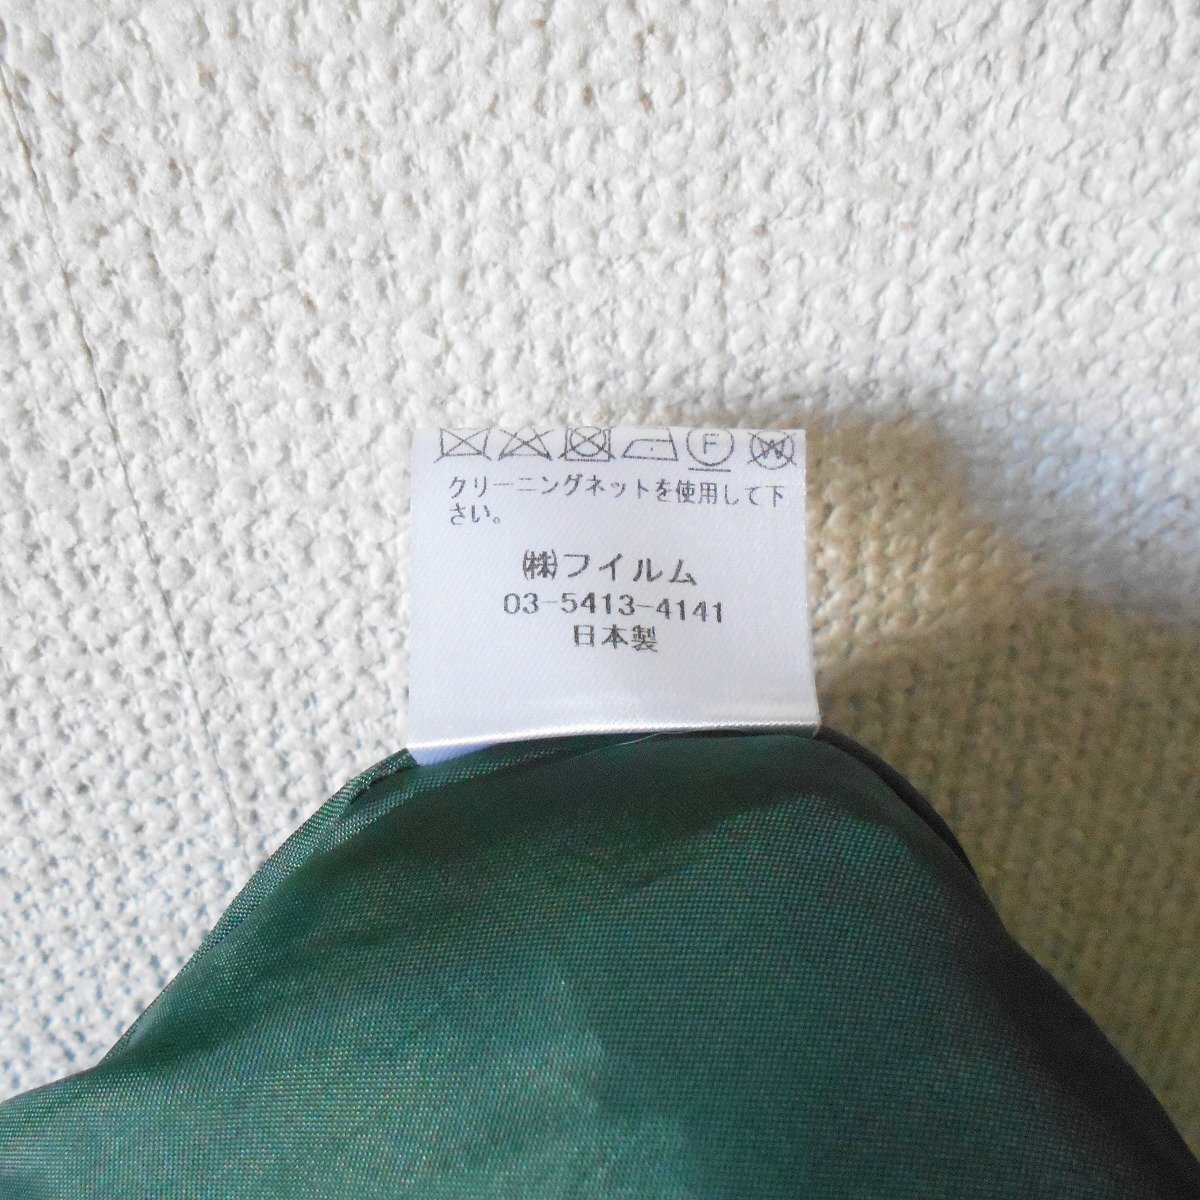 クリーニングネットを使用して下
さい。
㈱フイルム
03-5413-4141
日本製